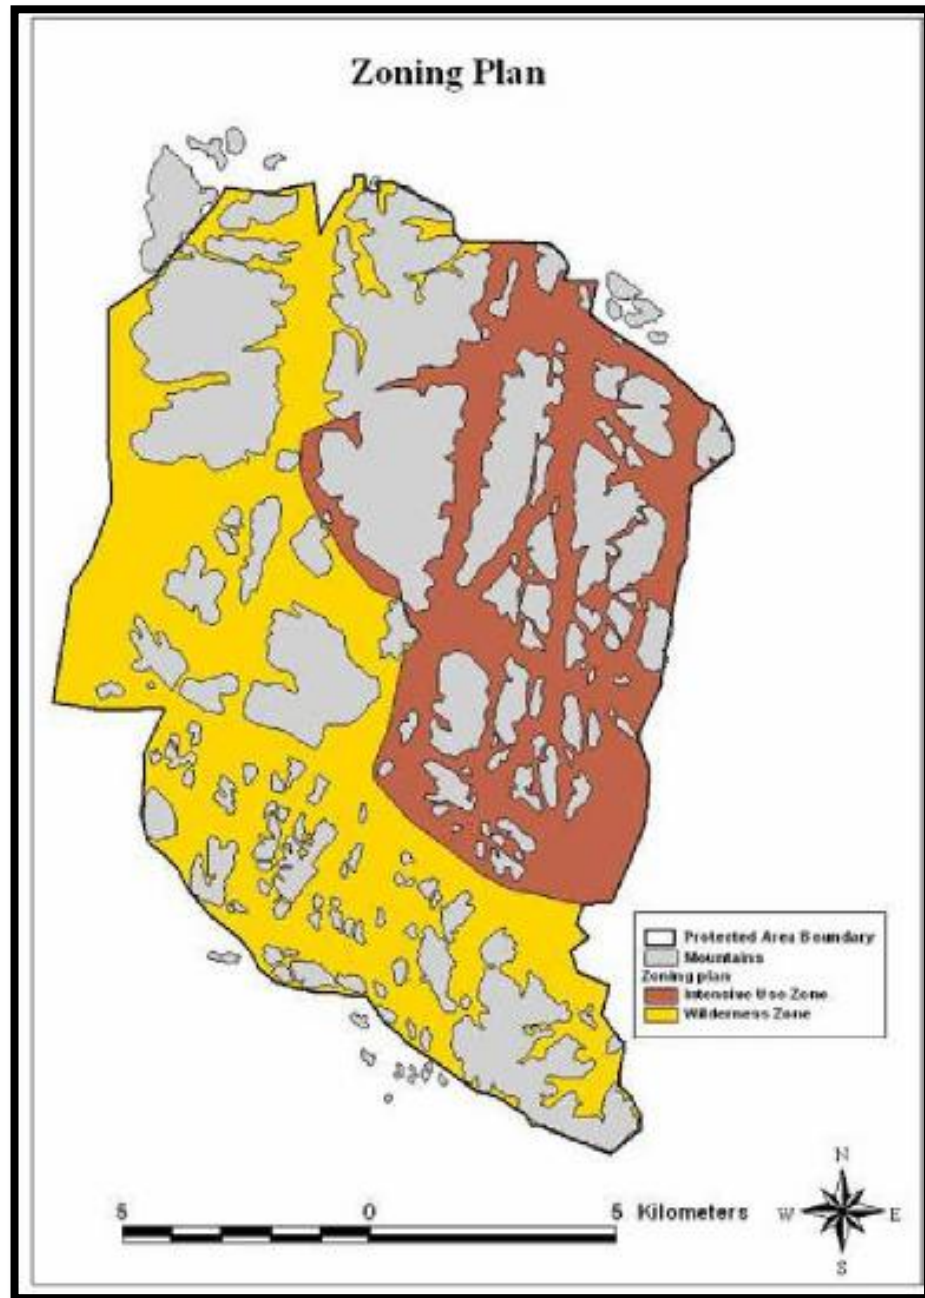 Zoning Plan
Protected Area Boundary
Mountains
Zoning plan
Intensive Use Zone
Wilderness Zone
5 0 5 Kilometers
N
W E
S